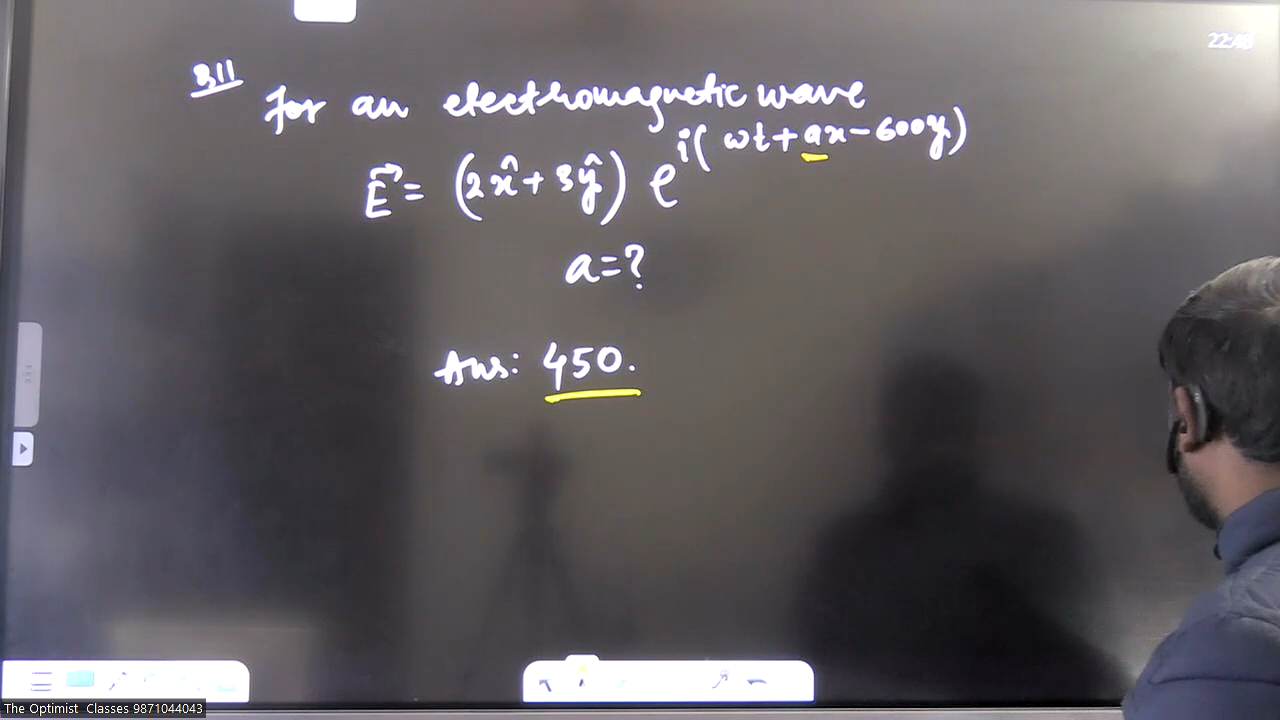 22:48
311
for an electromagnetic wave
E⃗ = (2x̂ + 3ŷ) e^{i(ωt + ax − 600y)}
a = ?
Ans: 450.
The Optimist Classes 9871044043